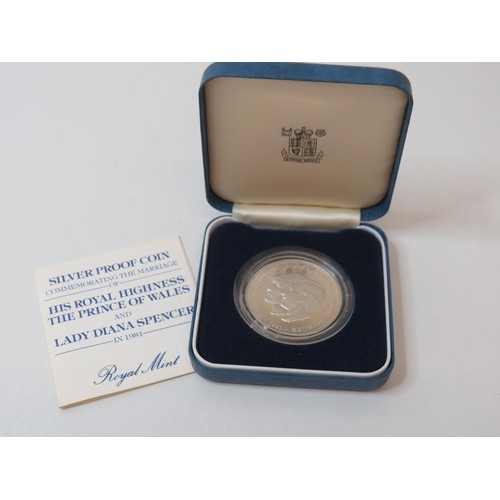 SILVER PROOF COIN
COMMEMORATING THE MARRIAGE
OF
HIS ROYAL HIGHNESS
THE PRINCE OF WALES
AND
LADY DIANA SPENCER
IN 1981
Royal Mint